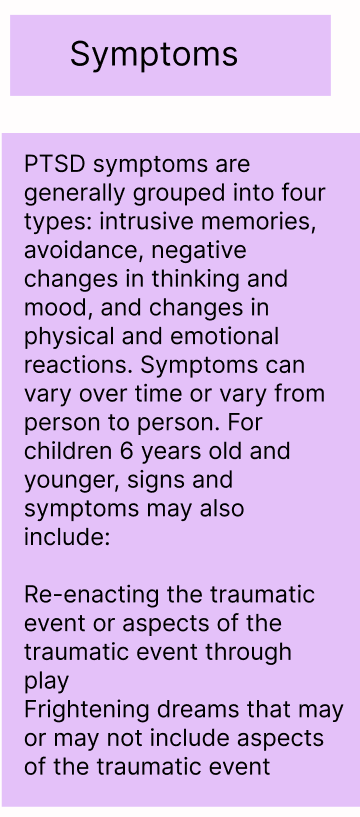 Symptoms
PTSD symptoms are
generally grouped into four
types: intrusive memories,
avoidance, negative
changes in thinking and
mood, and changes in
physical and emotional
reactions. Symptoms can
vary over time or vary from
person to person. For
children 6 years old and
younger, signs and
symptoms may also
include:
Re-enacting the traumatic
event or aspects of the
traumatic event through
play
Frightening dreams that may
or may not include aspects
of the traumatic event